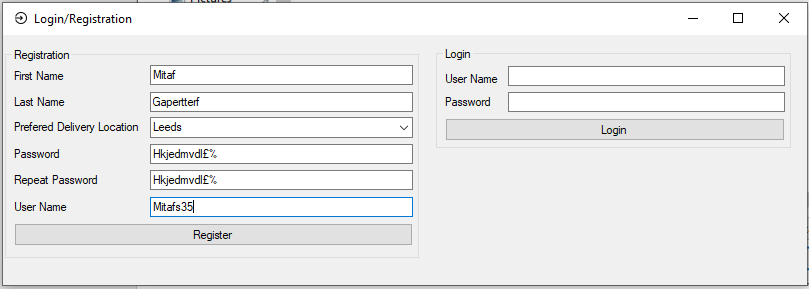 Login/Registration
Registration
First Name Mitaf
Last Name Gapertterf
Prefered Delivery Location Leeds
Password Hkjedmvdl£%
Repeat Password Hkjedmvdl£%
User Name Mitafs35
Register
Login
User Name
Password
Login